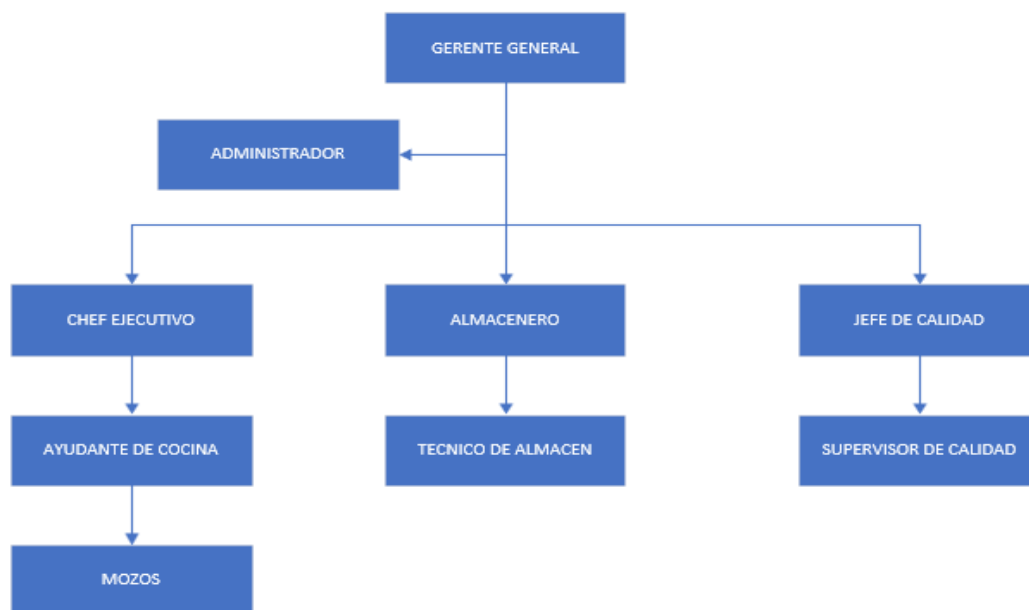 GERENTE GENERAL
ADMINISTRADOR
CHEF EJECUTIVO
ALMACENERO
JEFE DE CALIDAD
AYUDANTE DE COCINA
TECNICO DE ALMACEN
SUPERVISOR DE CALIDAD
MOZOS